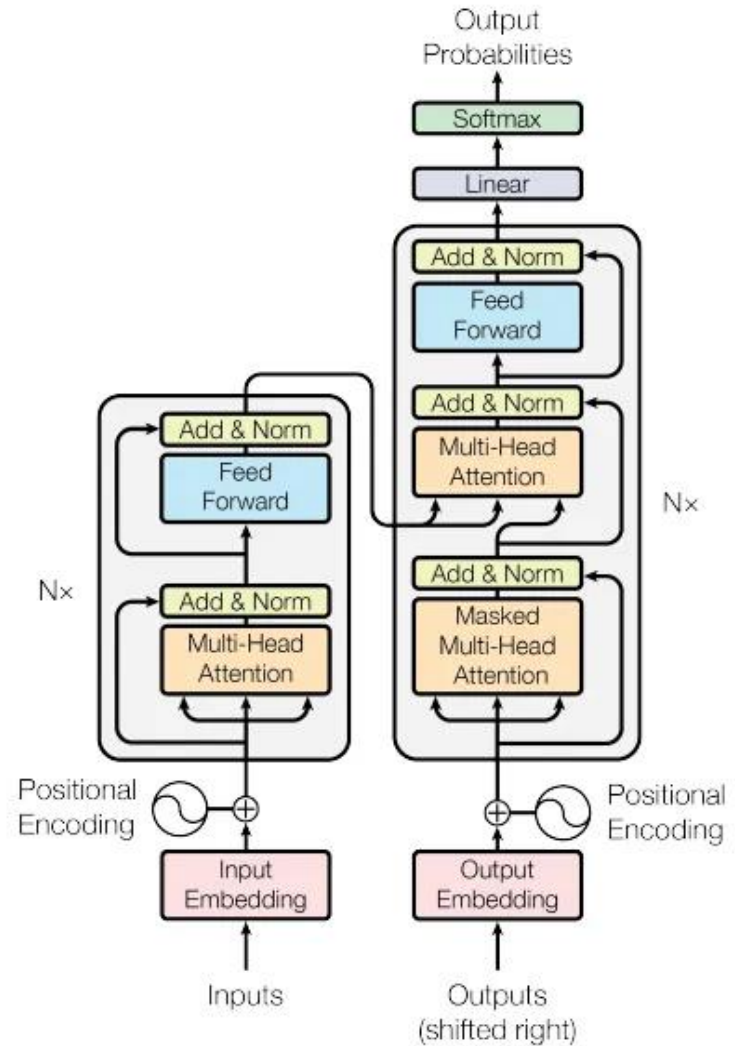 Output
Probabilities
Softmax
Linear
Add & Norm
Feed
Forward
Add & Norm
Multi-Head
Attention
Add & Norm
Masked
Multi-Head
Attention
N×
Add & Norm
Feed
Forward
Add & Norm
Multi-Head
Attention
N×
Positional
Encoding
Positional
Encoding
Input
Embedding
Output
Embedding
Inputs
Outputs
(shifted right)